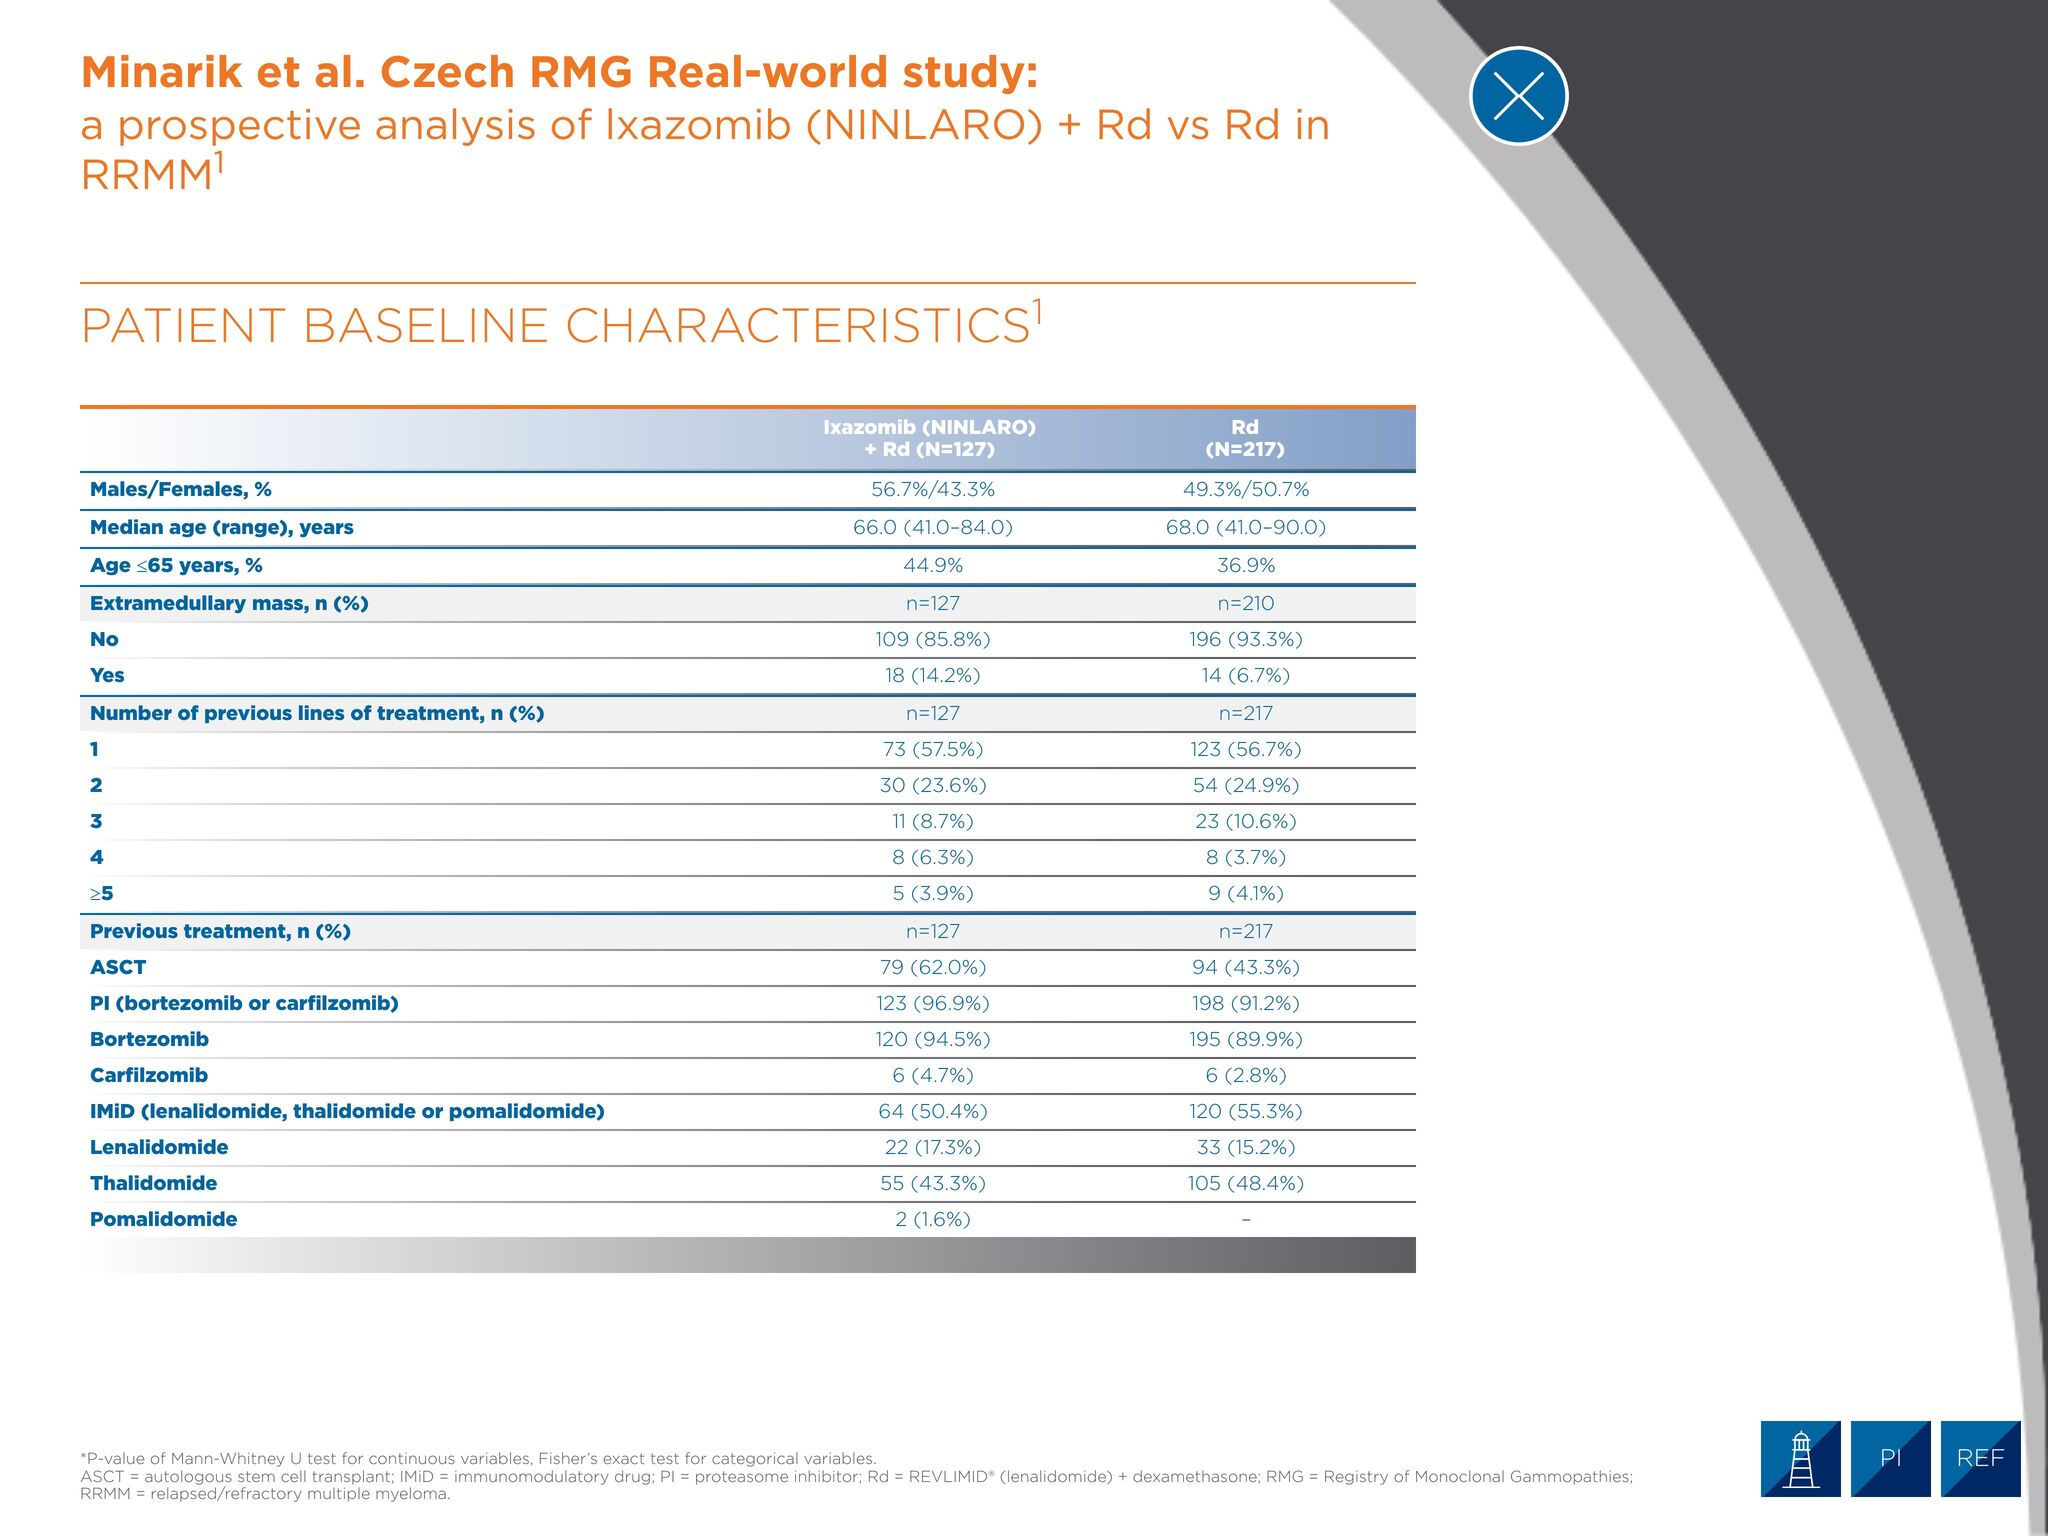 Minarik et al. Czech RMG Real-world study:
a prospective analysis of Ixazomib (NINLARO) + Rd vs Rd in
RRMM1
PATIENT BASELINE CHARACTERISTICS1
Ixazomib (NINLARO) Rd
+ Rd (N=127) (N=217)
Males/Females, % 56.7%/43.3% 49.3%/50.7%
Median age (range), years 66.0 (41.0–84.0) 68.0 (41.0–90.0)
Age ≤65 years, % 44.9% 36.9%
Extramedullary mass, n (%) n=127 n=210
No 109 (85.8%) 196 (93.3%)
Yes 18 (14.2%) 14 (6.7%)
Number of previous lines of treatment, n (%) n=127 n=217
1 73 (57.5%) 123 (56.7%)
2 30 (23.6%) 54 (24.9%)
3 11 (8.7%) 23 (10.6%)
4 8 (6.3%) 8 (3.7%)
≥5 5 (3.9%) 9 (4.1%)
Previous treatment, n (%) n=127 n=217
ASCT 79 (62.0%) 94 (43.3%)
PI (bortezomib or carfilzomib) 123 (96.9%) 198 (91.2%)
Bortezomib 120 (94.5%) 195 (89.9%)
Carfilzomib 6 (4.7%) 6 (2.8%)
IMiD (lenalidomide, thalidomide or pomalidomide) 64 (50.4%) 120 (55.3%)
Lenalidomide 22 (17.3%) 33 (15.2%)
Thalidomide 55 (43.3%) 105 (48.4%)
Pomalidomide 2 (1.6%) –
*P-value of Mann-Whitney U test for continuous variables, Fisher's exact test for categorical variables.
ASCT = autologous stem cell transplant; IMiD = immunomodulatory drug; PI = proteasome inhibitor; Rd = REVLIMID® (lenalidomide) + dexamethasone; RMG = Registry of Monoclonal Gammopathies;
RRMM = relapsed/refractory multiple myeloma.
PI REF